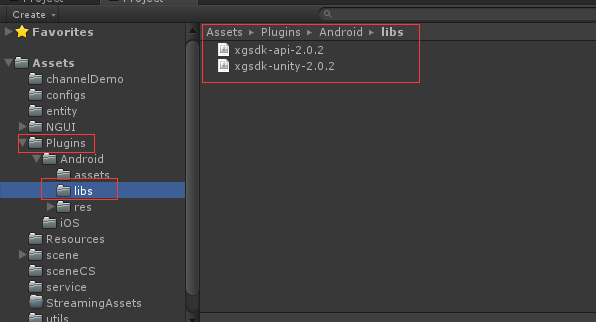 Project
Project
Create
Favorites
Assets
channelDemo
configs
entity
NGUI
Plugins
Android
assets
libs
res
iOS
Resources
scene
sceneCS
service
StreamingAssets
utils
Assets ▸ Plugins ▸ Android ▸ libs
xgsdk-api-2.0.2
xgsdk-unity-2.0.2